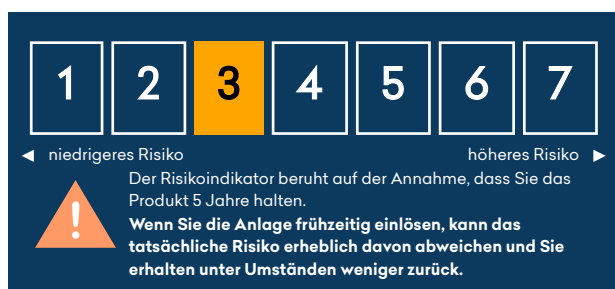 1 2 3 4 5 6 7
◄ niedrigeres Risiko höheres Risiko ►
Der Risikoindikator beruht auf der Annahme, dass Sie das
Produkt 5 Jahre halten.
Wenn Sie die Anlage frühzeitig einlösen, kann das
tatsächliche Risiko erheblich davon abweichen und Sie
erhalten unter Umständen weniger zurück.
!